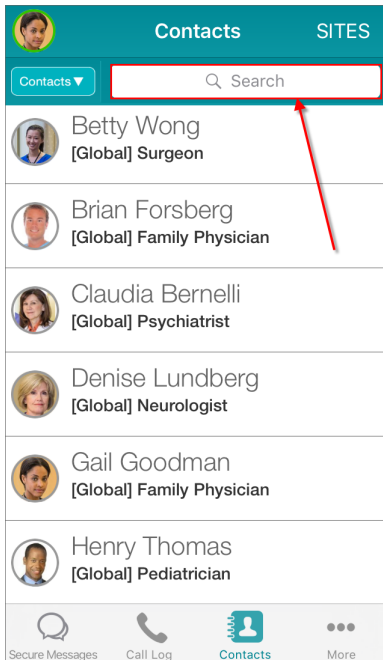 Contacts
SITES
Contacts▼
Search
Betty Wong
[Global] Surgeon
Brian Forsberg
[Global] Family Physician
Claudia Bernelli
[Global] Psychiatrist
Denise Lundberg
[Global] Neurologist
Gail Goodman
[Global] Family Physician
Henry Thomas
[Global] Pediatrician
Secure Messages
Call Log
Contacts
More